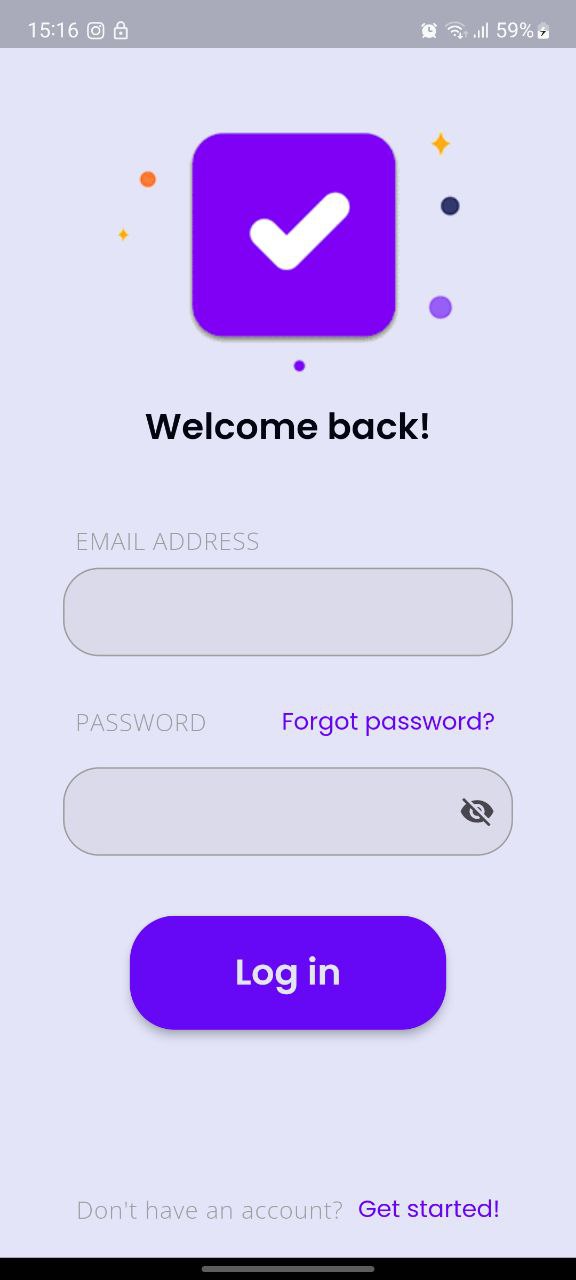 15:16 59%
Welcome back!
EMAIL ADDRESS
PASSWORD Forgot password?
Log in
Don't have an account? Get started!